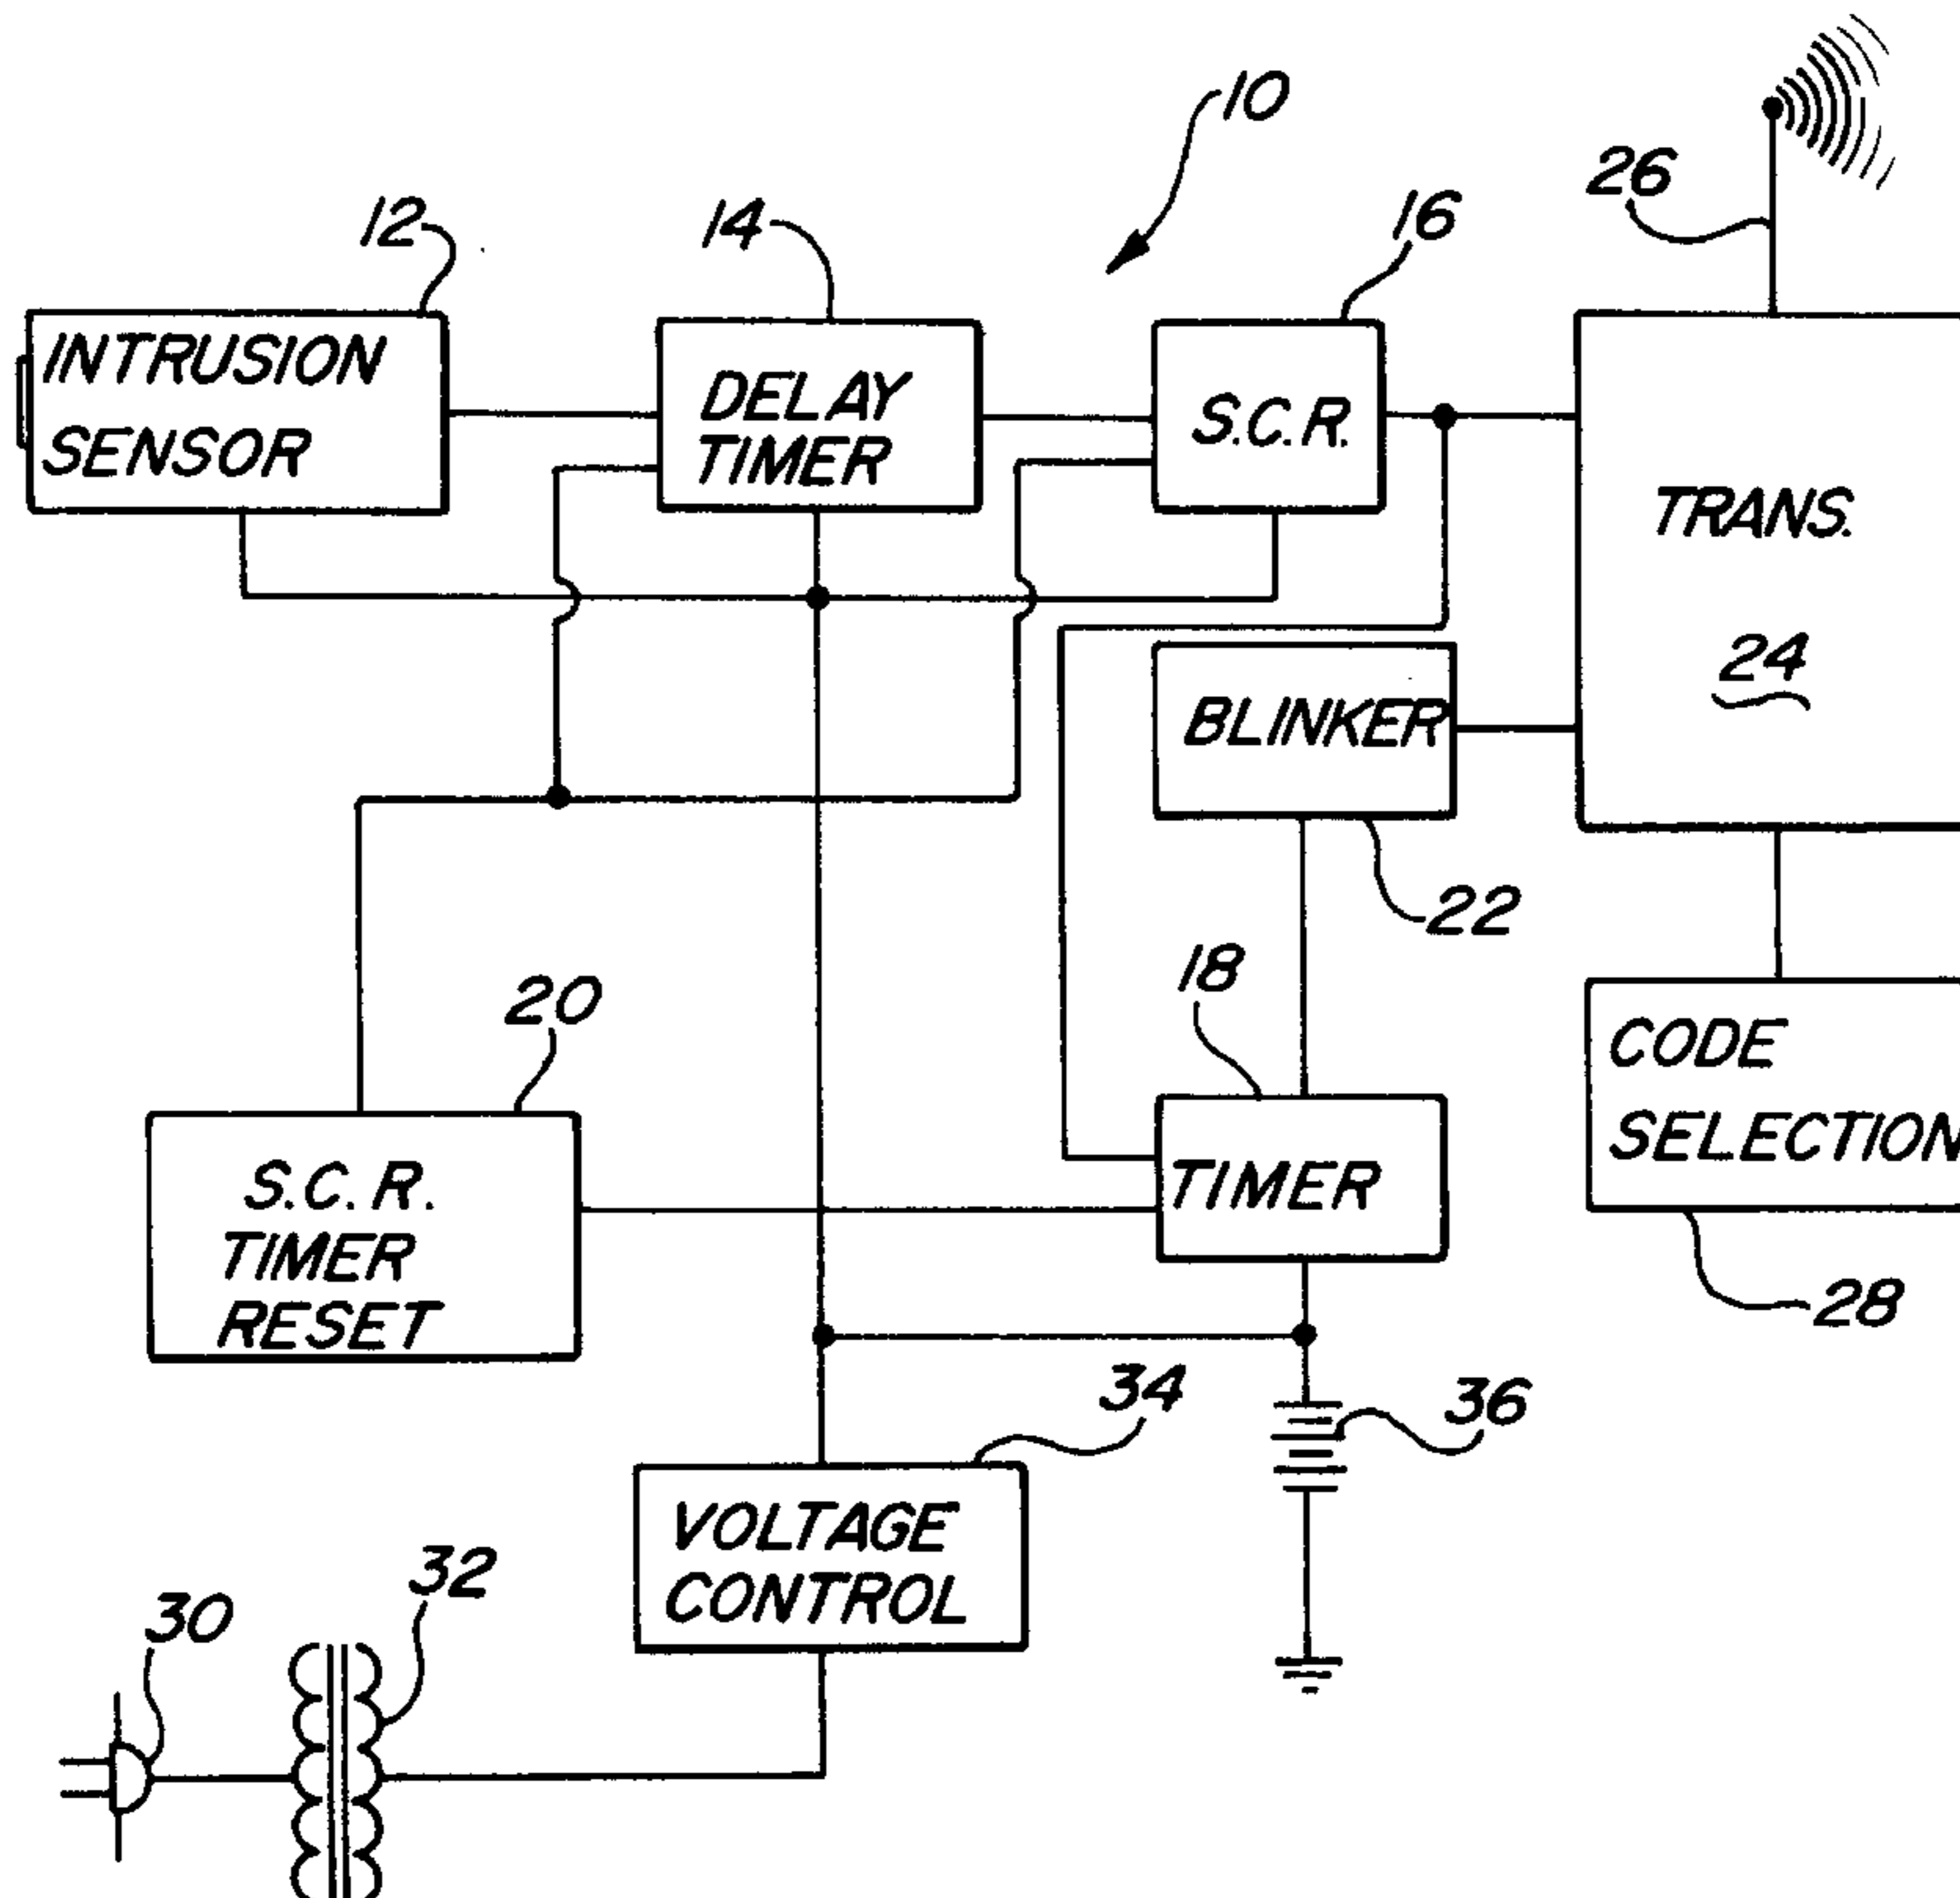 10
26
12
14
16
INTRUSION
SENSOR
DELAY
TIMER
S.C.R.
TRANS.
24
BLINKER
22
18
20
CODE
SELECTION
S.C.R.
TIMER
RESET
TIMER
28
34
36
VOLTAGE
CONTROL
32
30